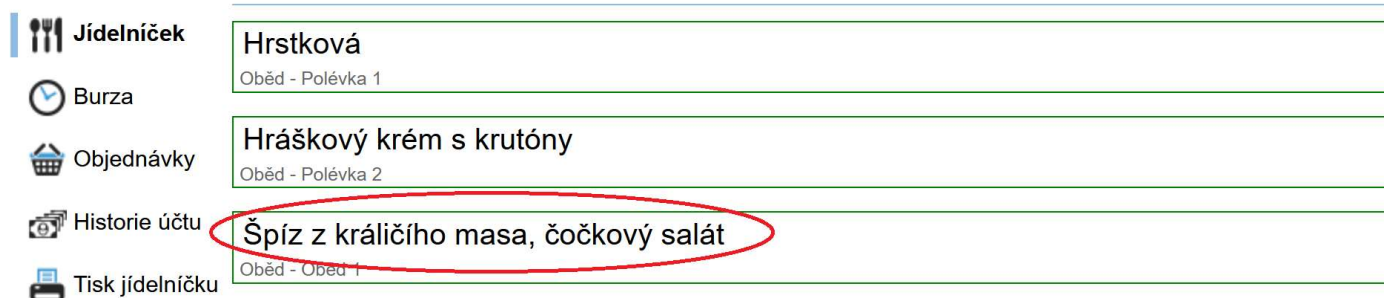 Jídelníček
Burza
Objednávky
Historie účtu
Tisk jídelníčku
Hrstková
Oběd - Polévka 1
Hráškový krém s krutóny
Oběd - Polévka 2
Špíz z králičího masa, čočkový salát
Oběd - Oběd 1